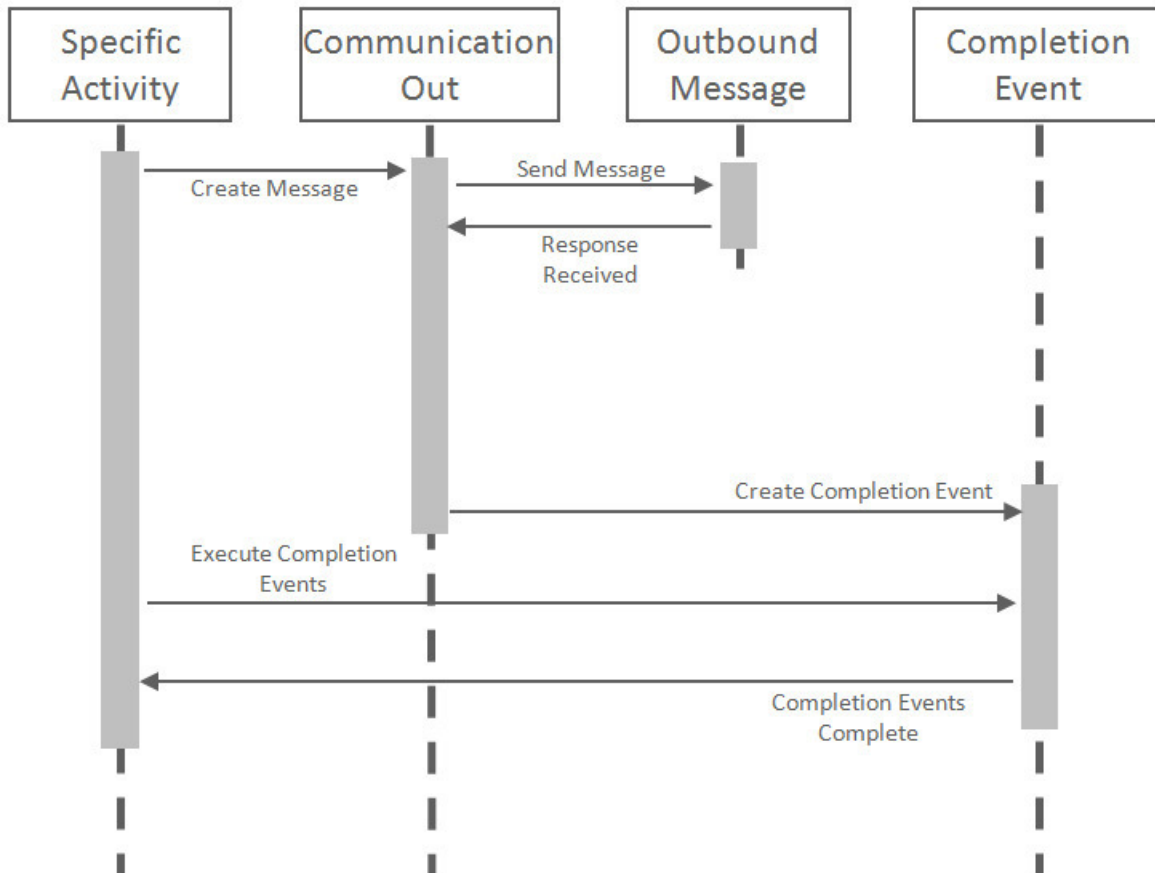 Specific
Activity
Communication
Out
Outbound
Message
Completion
Event
Create Message
Send Message
Response
Received
Create Completion Event
Execute Completion
Events
Completion Events
Complete